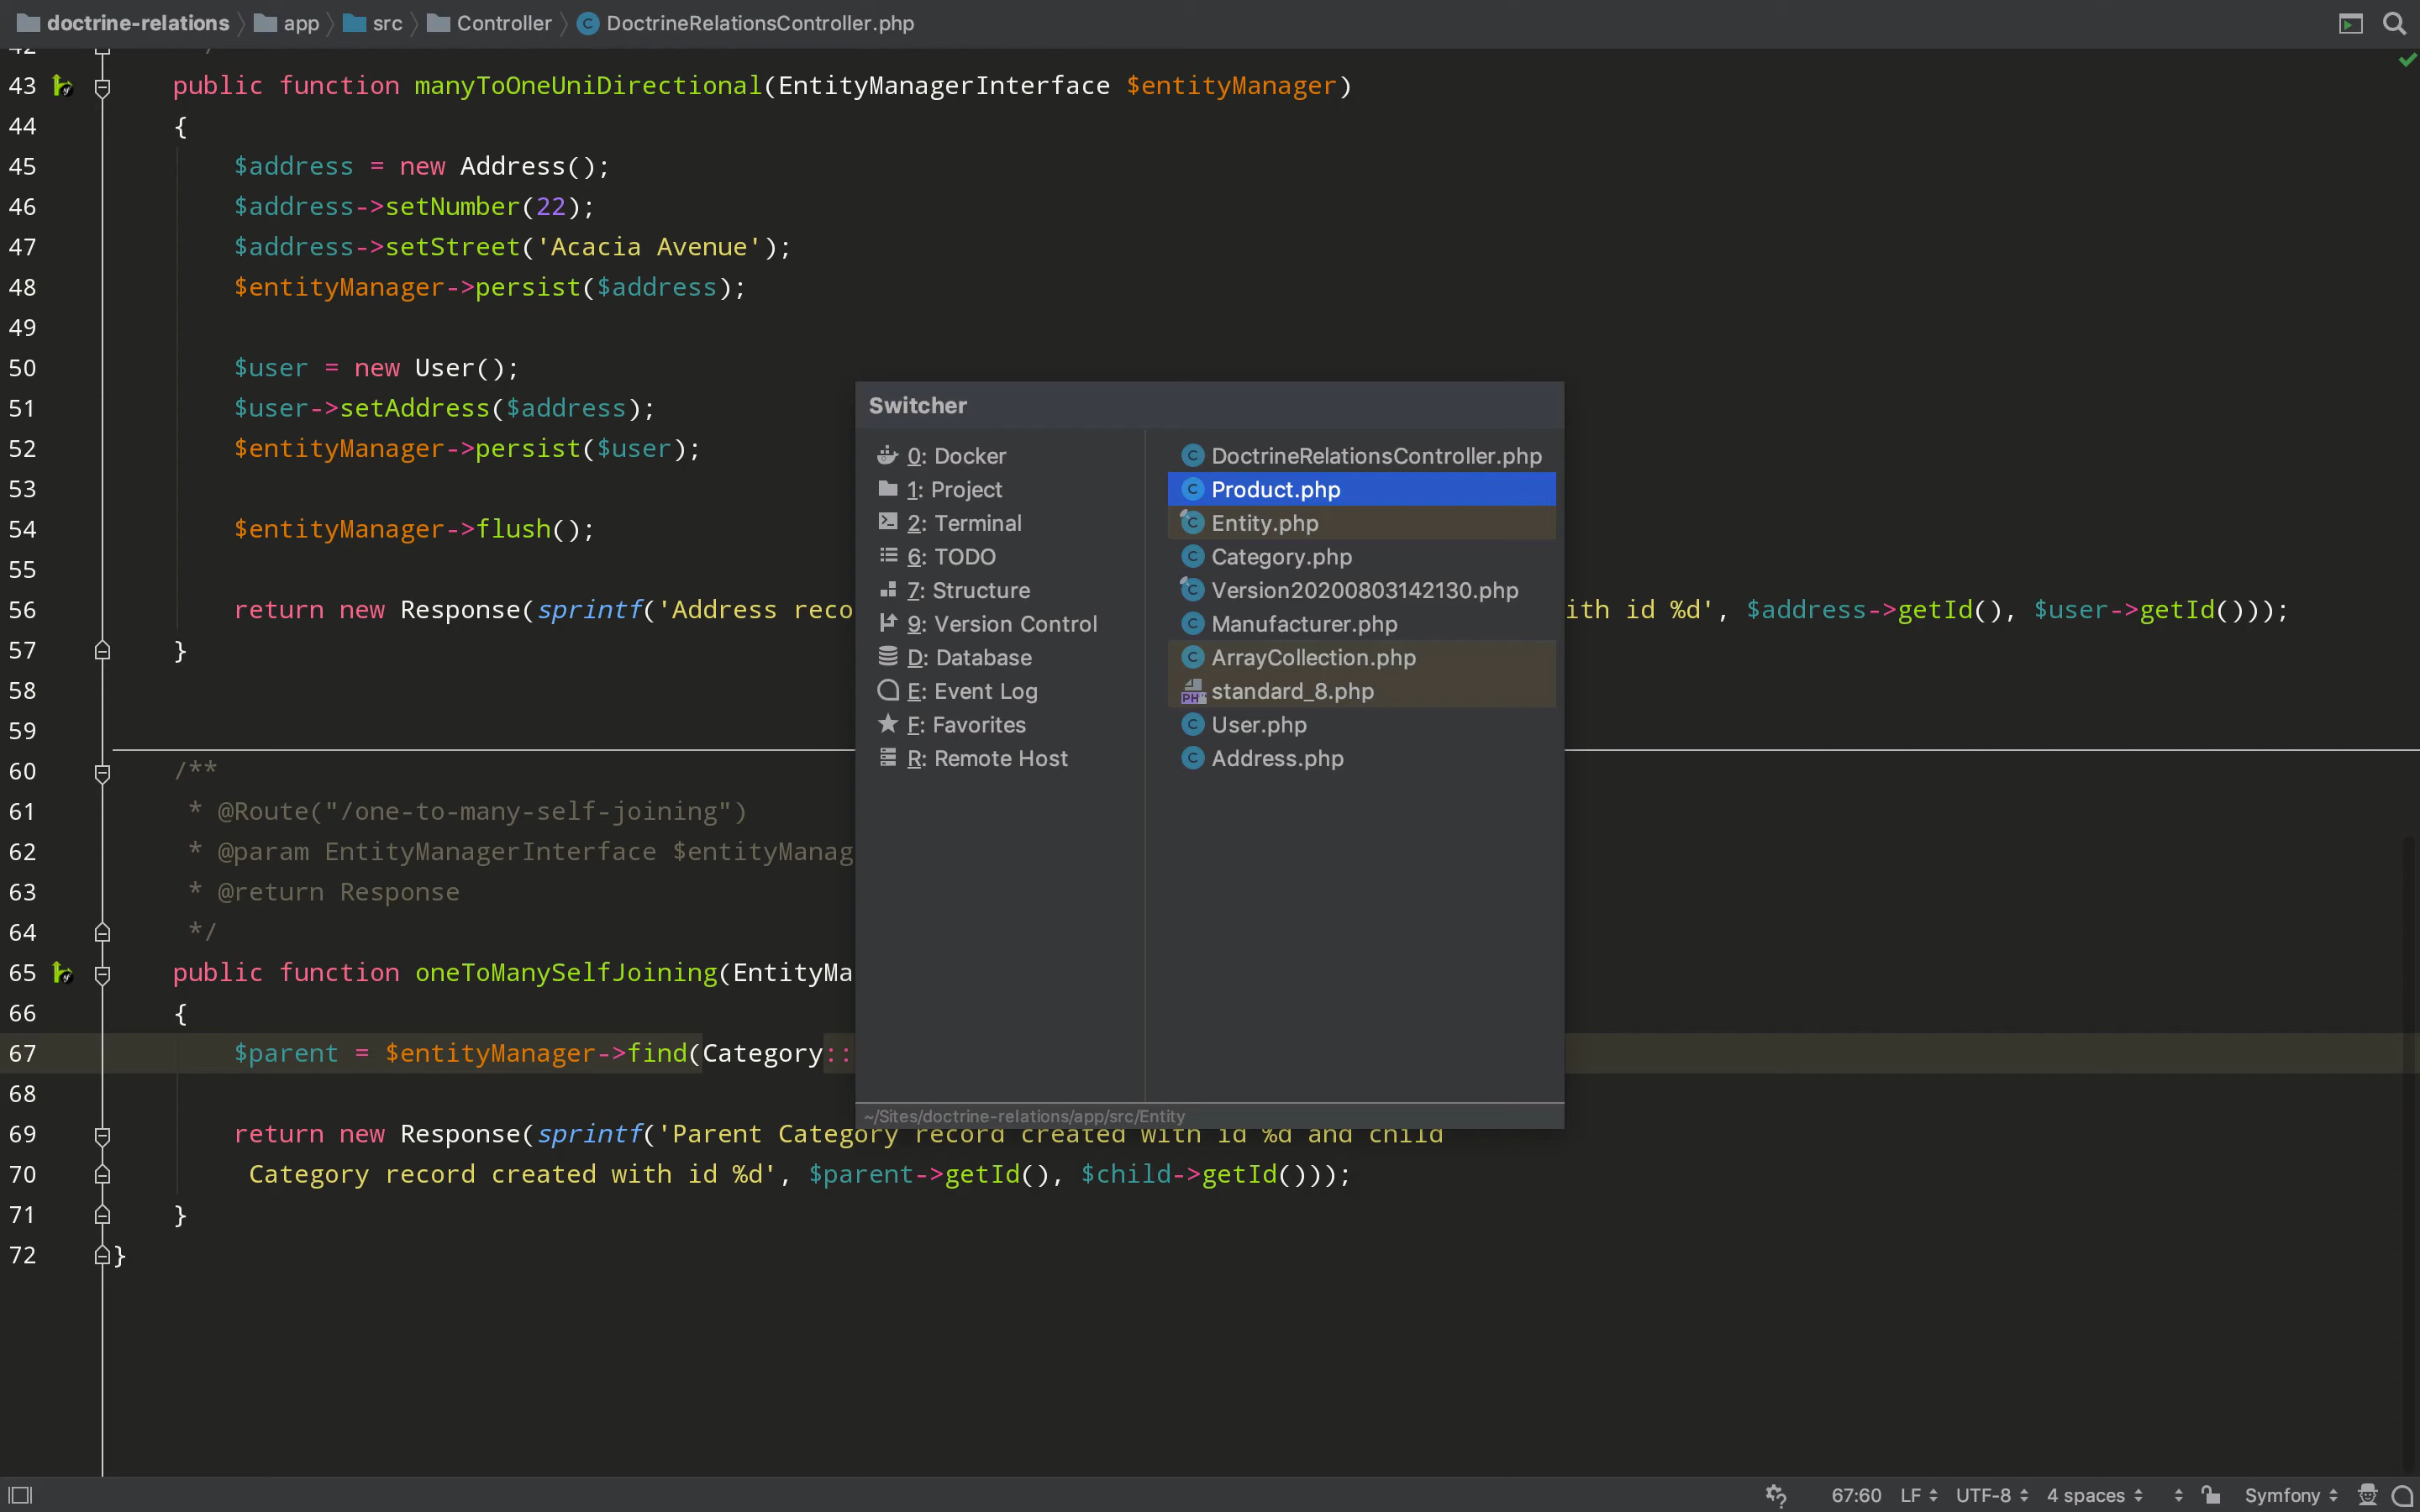 doctrine-relations app src Controller DoctrineRelationsController.php
43 public function manyToOneUniDirectional(EntityManagerInterface $entityManager)
44 {
45 $address = new Address();
46 $address->setNumber(22);
47 $address->setStreet('Acacia Avenue');
48 $entityManager->persist($address);
49
50 $user = new User();
51 $user->setAddress($address);
52 $entityManager->persist($user);
53
54 $entityManager->flush();
55
56 return new Response(sprintf('Address reco ith id %d', $address->getId(), $user->getId()));
57 }
58
59
60 /**
61 * @Route("/one-to-many-self-joining")
62 * @param EntityManagerInterface $entityManag
63 * @return Response
64 */
65 public function oneToManySelfJoining(EntityMa
66 {
67 $parent = $entityManager->find(Category::
68
69 return new Response(sprintf('Parent Category record created with id %d and child
70 Category record created with id %d', $parent->getId(), $child->getId()));
71 }
72 }
Switcher
0: Docker
1: Project
2: Terminal
6: TODO
7: Structure
9: Version Control
D: Database
E: Event Log
F: Favorites
R: Remote Host
DoctrineRelationsController.php
Product.php
Entity.php
Category.php
Version20200803142130.php
Manufacturer.php
ArrayCollection.php
standard_8.php
User.php
Address.php
~/Sites/doctrine-relations/app/src/Entity
67:60 LF UTF-8 4 spaces Symfony